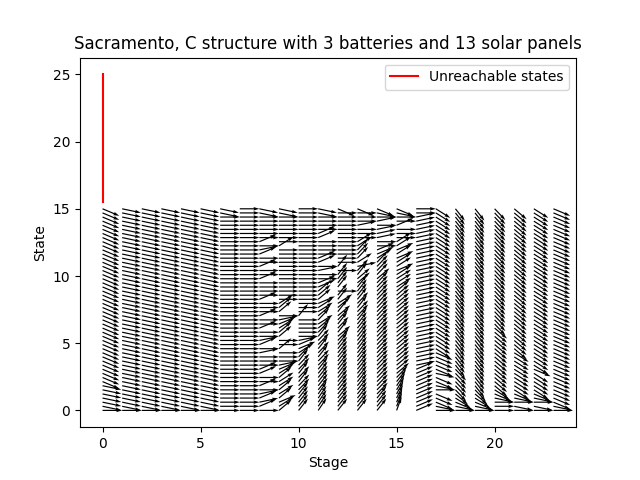 Sacramento, C structure with 3 batteries and 13 solar panels
25
Unreachable states
20
15
State
10
5
0
0 5 10 15 20
Stage